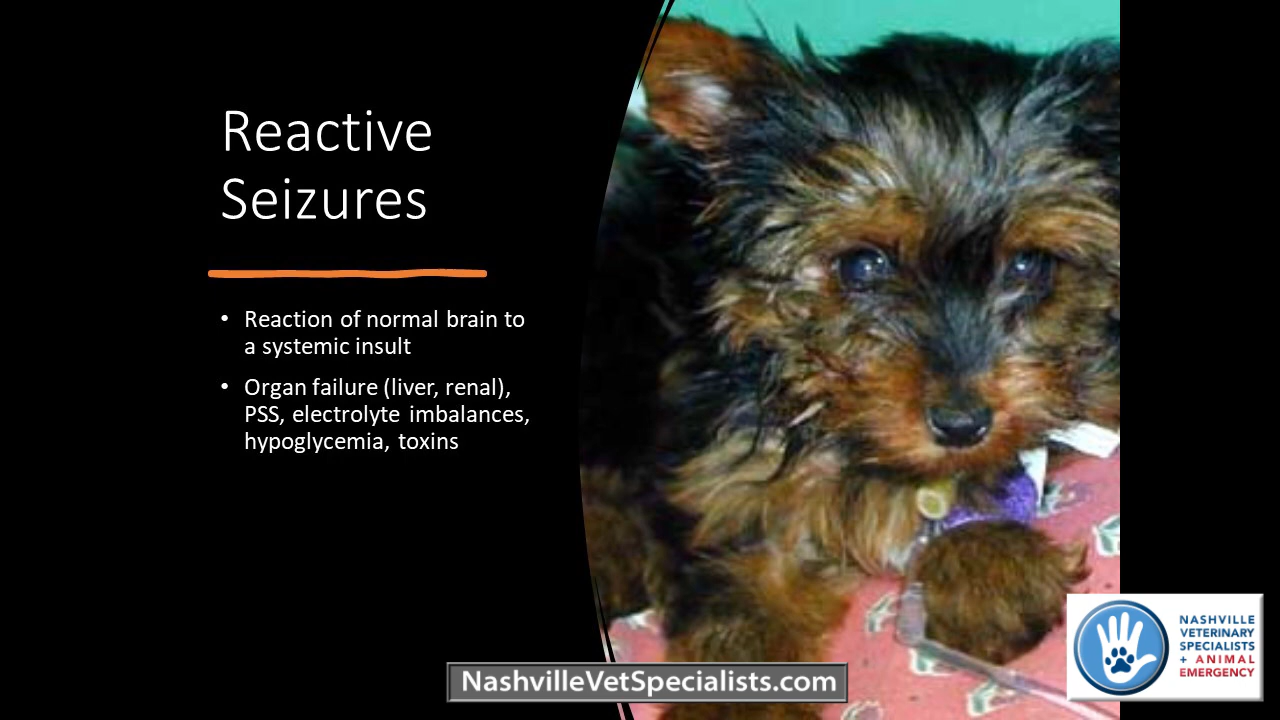 Reactive
Seizures
• Reaction of normal brain to
a systemic insult
• Organ failure (liver, renal),
PSS, electrolyte imbalances,
hypoglycemia, toxins
NashvilleVetSpecialists.com
NASHVILLE
VETERINARY
SPECIALISTS
+ ANIMAL
EMERGENCY